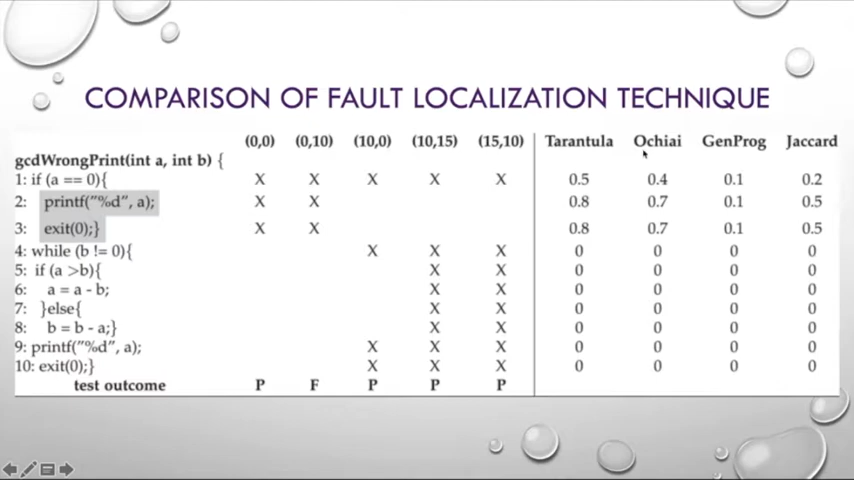 COMPARISON OF FAULT LOCALIZATION TECHNIQUE
(0,0) (0,10) (10,0) (10,15) (15,10) Tarantula Ochiai GenProg Jaccard
gcdWrongPrint(int a, int b) {
1: if (a == 0){ X X X X X 0.5 0.4 0.1 0.2
2: printf("%d", a); X X 0.8 0.7 0.1 0.5
3: exit(0);} X X 0.8 0.7 0.1 0.5
4: while (b != 0){ X X X 0 0 0 0
5: if (a >b){ X X 0 0 0 0
6: a = a - b; X X 0 0 0 0
7: }else{ X X 0 0 0 0
8: b = b - a;} X X 0 0 0 0
9: printf("%d", a); X X X 0 0 0 0
10: exit(0);} X X X 0 0 0 0
test outcome P F P P P